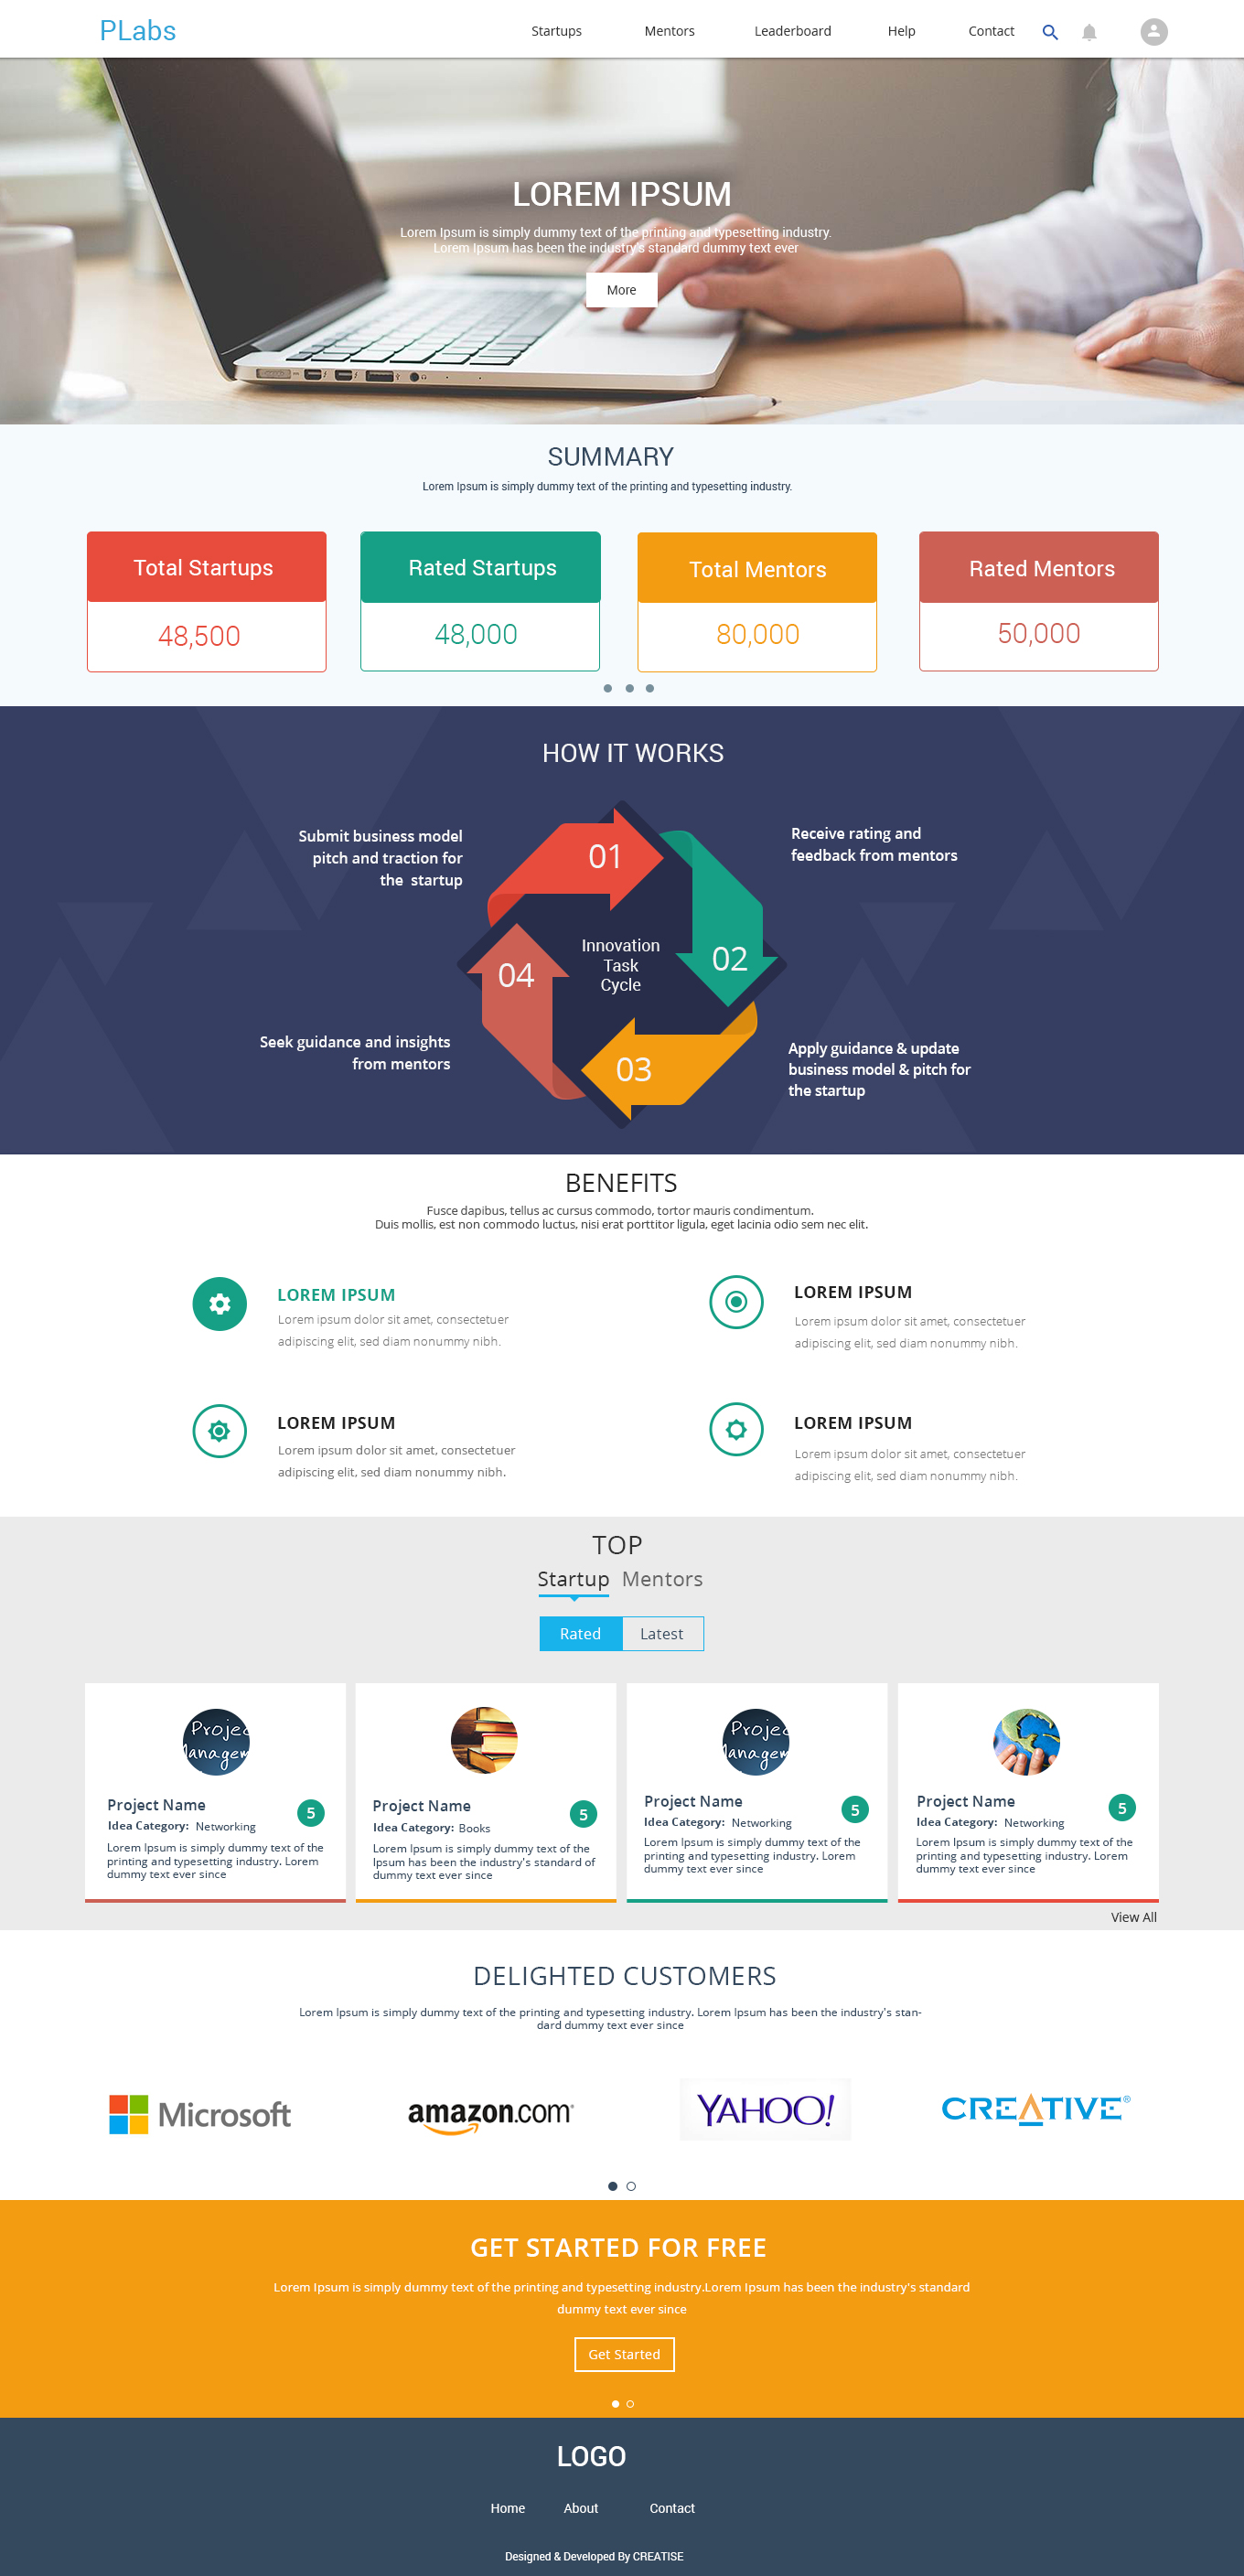 PLabs
Startups
Mentors
Leaderboard
Help
Contact
LOREM IPSUM
Lorem Ipsum is simply dummy text of the printing and typesetting industry.
Lorem Ipsum has been the industry's standard dummy text ever
More
SUMMARY
Lorem Ipsum is simply dummy text of the printing and typesetting industry.
Total Startups
48,500
Rated Startups
48,000
Total Mentors
80,000
Rated Mentors
50,000
HOW IT WORKS
Submit business model
pitch and traction for
the startup
Receive rating and
feedback from mentors
01
02
03
04
Innovation
Task
Cycle
Seek guidance and insights
from mentors
Apply guidance & update
business model & pitch for
the startup
BENEFITS
Fusce dapibus, tellus ac cursus commodo, tortor mauris condimentum.
Duis mollis, est non commodo luctus, nisi erat porttitor ligula, eget lacinia odio sem nec elit.
LOREM IPSUM
Lorem ipsum dolor sit amet, consectetuer
adipiscing elit, sed diam nonummy nibh.
LOREM IPSUM
Lorem ipsum dolor sit amet, consectetuer
adipiscing elit, sed diam nonummy nibh.
LOREM IPSUM
Lorem ipsum dolor sit amet, consectetuer
adipiscing elit, sed diam nonummy nibh.
LOREM IPSUM
Lorem ipsum dolor sit amet, consectetuer
adipiscing elit, sed diam nonummy nibh.
TOP
Startup Mentors
Rated Latest
Projec
Managem
Project Name
5
Idea Category: Networking
Lorem Ipsum is simply dummy text of the
printing and typesetting industry. Lorem
dummy text ever since
Project Name
5
Idea Category: Books
Lorem Ipsum is simply dummy text of the
Ipsum has been the industry's standard of
dummy text ever since
Projec
Managem
Project Name
5
Idea Category: Networking
Lorem Ipsum is simply dummy text of the
printing and typesetting industry. Lorem
dummy text ever since
Project Name
5
Idea Category: Networking
Lorem Ipsum is simply dummy text of the
printing and typesetting industry. Lorem
dummy text ever since
View All
DELIGHTED CUSTOMERS
Lorem Ipsum is simply dummy text of the printing and typesetting industry. Lorem Ipsum has been the industry's stan-
dard dummy text ever since
Microsoft
amazon.com
YAHOO!
CREATIVE®
GET STARTED FOR FREE
Lorem Ipsum is simply dummy text of the printing and typesetting industry.Lorem Ipsum has been the industry's standard
dummy text ever since
Get Started
LOGO
Home
About
Contact
Designed & Developed By CREATISE